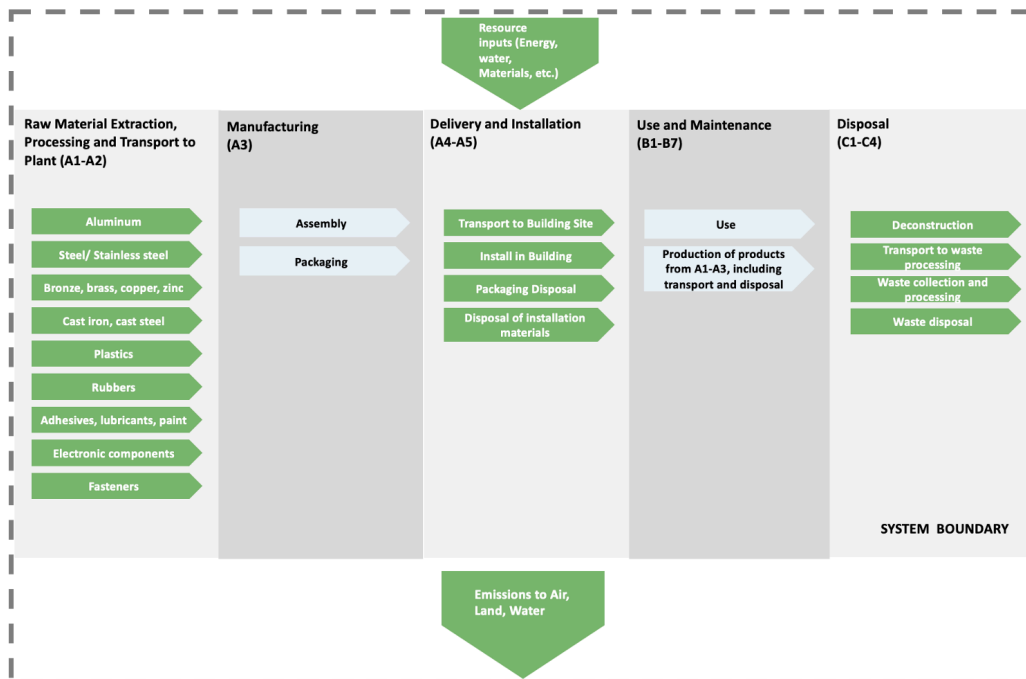 Resource
inputs (Energy,
water,
Materials, etc.)
Raw Material Extraction,
Processing and Transport to
Plant (A1-A2)
Aluminum
Steel/ Stainless steel
Bronze, brass, copper, zinc
Cast iron, cast steel
Plastics
Rubbers
Adhesives, lubricants, paint
Electronic components
Fasteners
Manufacturing
(A3)
Assembly
Packaging
Delivery and Installation
(A4-A5)
Transport to Building Site
Install in Building
Packaging Disposal
Disposal of installation
materials
Use and Maintenance
(B1-B7)
Use
Production of products
from A1-A3, including
transport and disposal
Disposal
(C1-C4)
Deconstruction
Transport to waste
processing
Waste collection and
processing
Waste disposal
SYSTEM BOUNDARY
Emissions to Air,
Land, Water